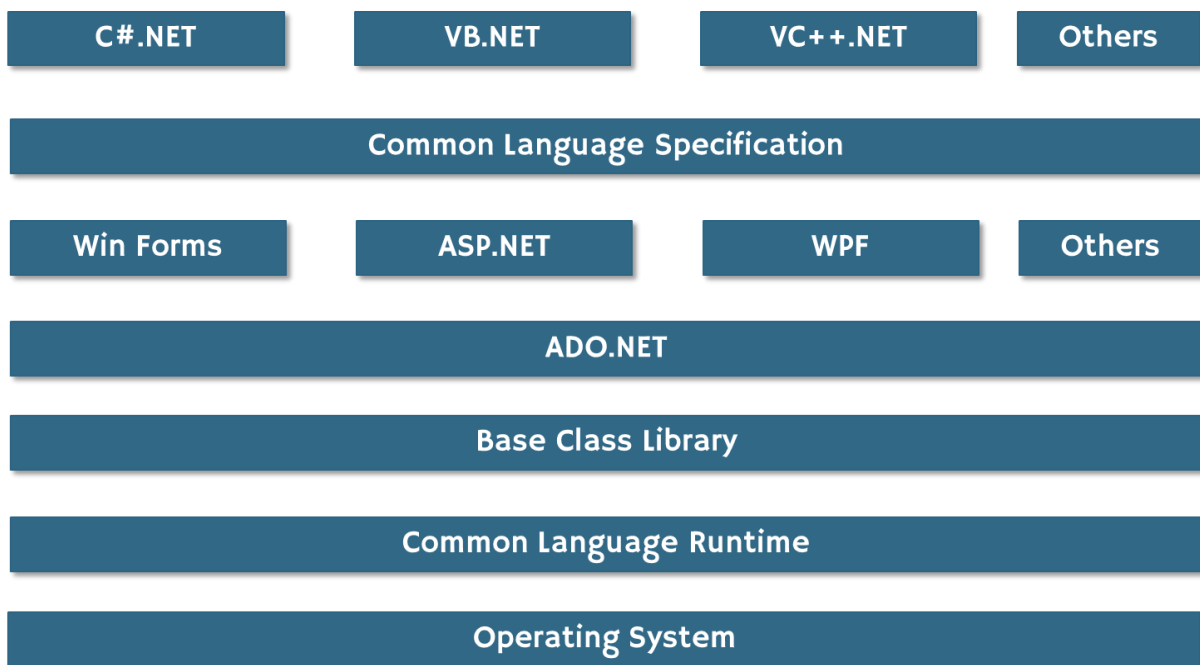 C#.NET VB.NET VC++.NET Others
Common Language Specification
Win Forms ASP.NET WPF Others
ADO.NET
Base Class Library
Common Language Runtime
Operating System